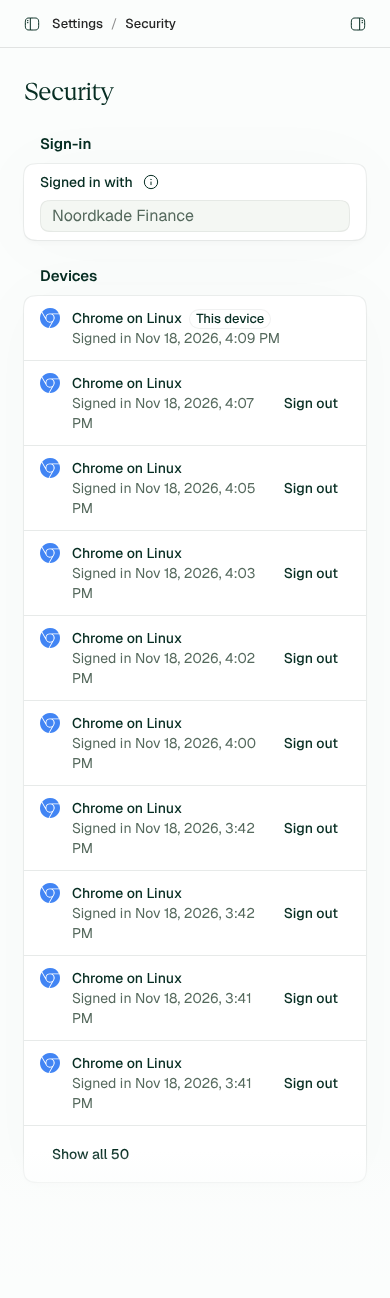 Settings / Security
Security
Sign-in
Signed in with
Noordkade Finance
Devices
Chrome on Linux This device
Signed in Nov 18, 2026, 4:09 PM
Chrome on Linux
Signed in Nov 18, 2026, 4:07 PM
Sign out
Chrome on Linux
Signed in Nov 18, 2026, 4:05 PM
Sign out
Chrome on Linux
Signed in Nov 18, 2026, 4:03 PM
Sign out
Chrome on Linux
Signed in Nov 18, 2026, 4:02 PM
Sign out
Chrome on Linux
Signed in Nov 18, 2026, 4:00 PM
Sign out
Chrome on Linux
Signed in Nov 18, 2026, 3:42 PM
Sign out
Chrome on Linux
Signed in Nov 18, 2026, 3:42 PM
Sign out
Chrome on Linux
Signed in Nov 18, 2026, 3:41 PM
Sign out
Chrome on Linux
Signed in Nov 18, 2026, 3:41 PM
Sign out
Show all 50